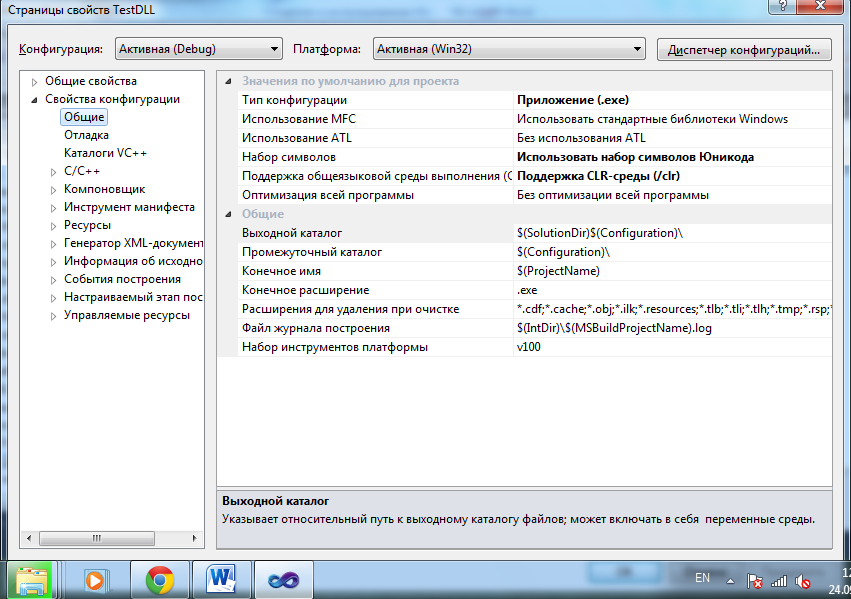 Страницы свойств TestDLL
Конфигурация: Активная (Debug) Платформа: Активная (Win32) Диспетчер конфигураций...
Общие свойства
Свойства конфигурации
Общие
Отладка
Каталоги VC++
C/C++
Компоновщик
Инструмент манифеста
Ресурсы
Генератор XML-документ
Информация об исходно
События построения
Настраиваемый этап пос
Управляемые ресурсы
Значения по умолчанию для проекта
Тип конфигурации Приложение (.exe)
Использование MFC Использовать стандартные библиотеки Windows
Использование ATL Без использования ATL
Набор символов Использовать набор символов Юникода
Поддержка общеязыковой среды выполнения (C Поддержка CLR-среды (/clr)
Оптимизация всей программы Без оптимизации всей программы
Общие
Выходной каталог $(SolutionDir)$(Configuration)\
Промежуточный каталог $(Configuration)\
Конечное имя $(ProjectName)
Конечное расширение .exe
Расширения для удаления при очистке *.cdf;*.cache;*.obj;*.ilk;*.resources;*.tlb;*.tli;*.tlh;*.tmp;*.rsp;*
Файл журнала построения $(IntDir)\$(MSBuildProjectName).log
Набор инструментов платформы v100
Выходной каталог
Указывает относительный путь к выходному каталогу файлов; может включать в себя переменные среды.
EN
12
24.09